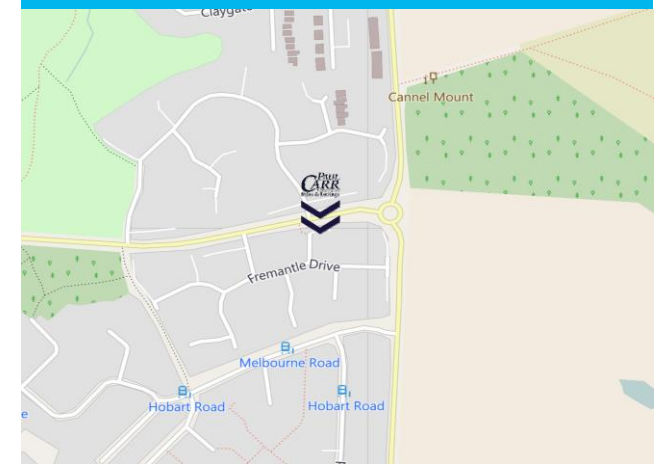 Claygate
Cannel Mount
PAUL
CARR
Fremantle Drive
Melbourne Road
Hobart Road
Hobart Road
e